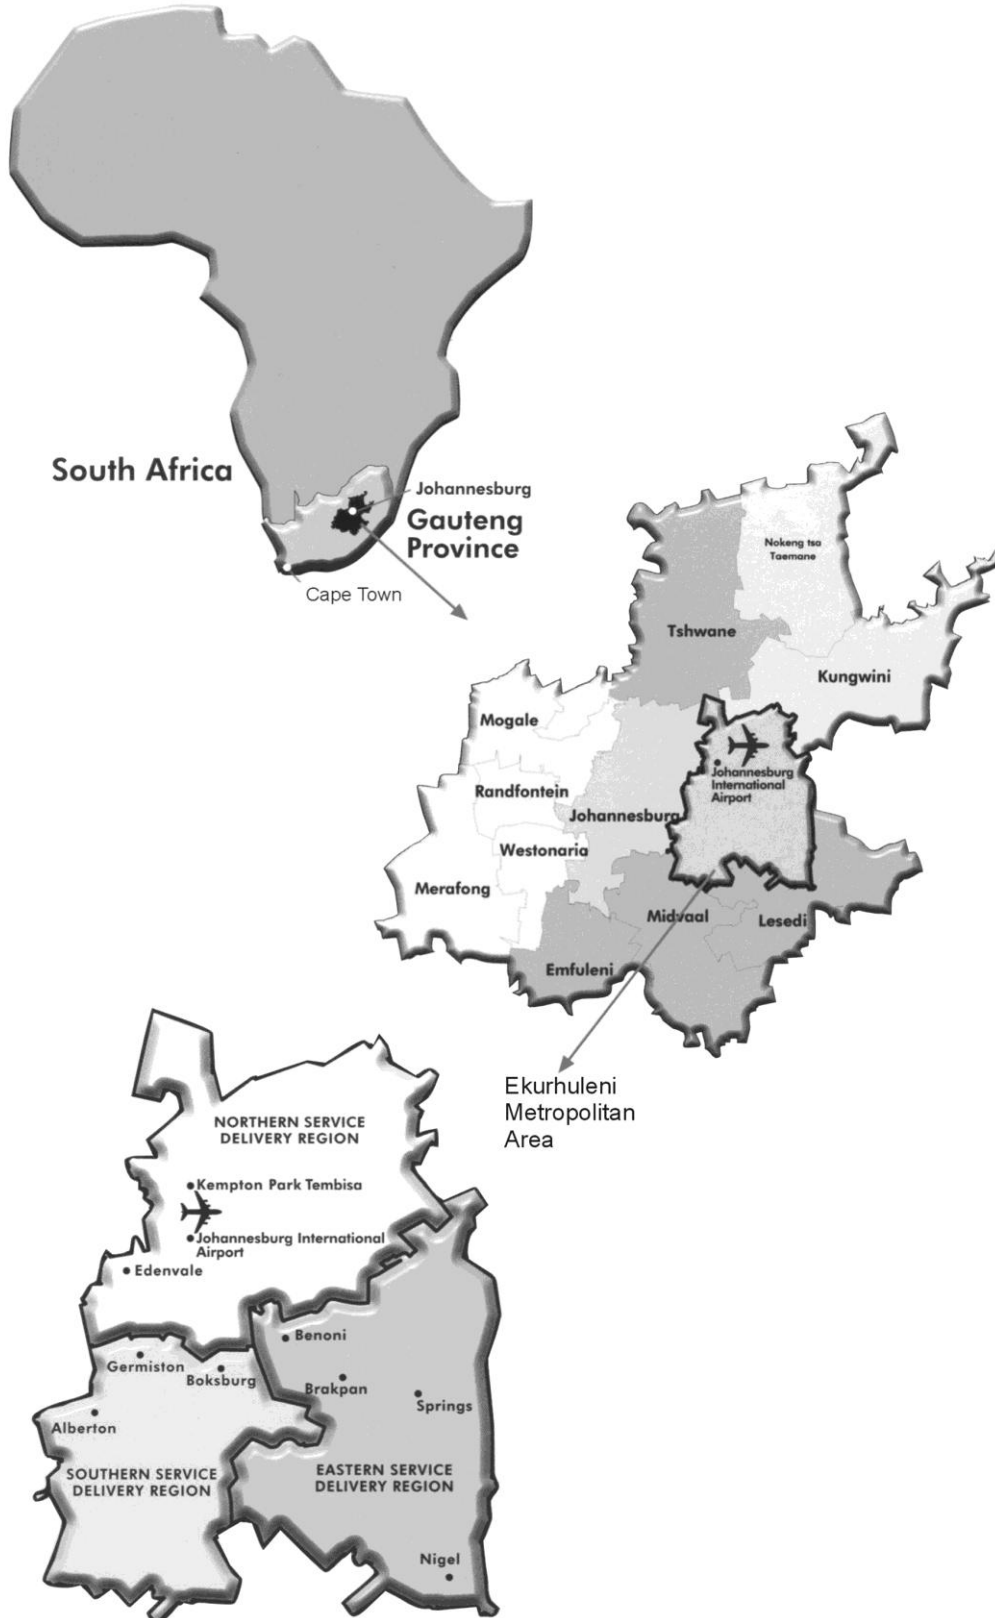 South Africa
Johannesburg
Gauteng
Province
Cape Town
Nokeng tsa
Taemane
Tshwane
Kungwini
Mogale
Johannesburg
International
Airport
Randfontein
Johannesburg
Westonaria
Merafong
Midvaal
Lesedi
Emfuleni
Ekurhuleni
Metropolitan
Area
NORTHERN SERVICE
DELIVERY REGION
Kempton Park Tembisa
Johannesburg International
Airport
Edenvale
Benoni
Germiston
Boksburg
Brakpan
Springs
Alberton
SOUTHERN SERVICE
DELIVERY REGION
EASTERN SERVICE
DELIVERY REGION
Nigel